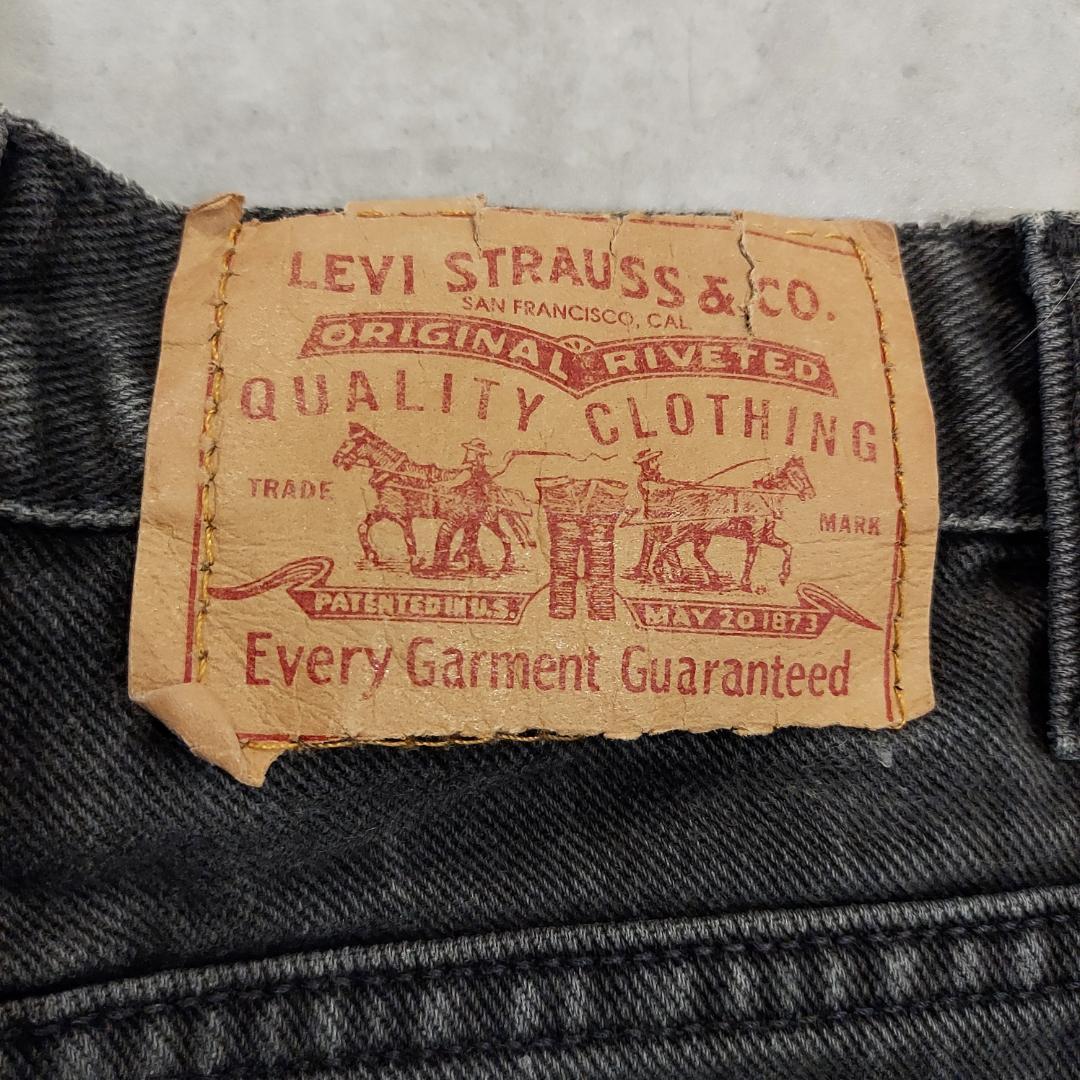 LEVI STRAUSS & CO.
SAN FRANCISCO, CAL
ORIGINAL RIVETED
QUALITY CLOTHING
TRADE MARK
PATENTED IN U.S. MAY 20 1873
Every Garment Guaranteed